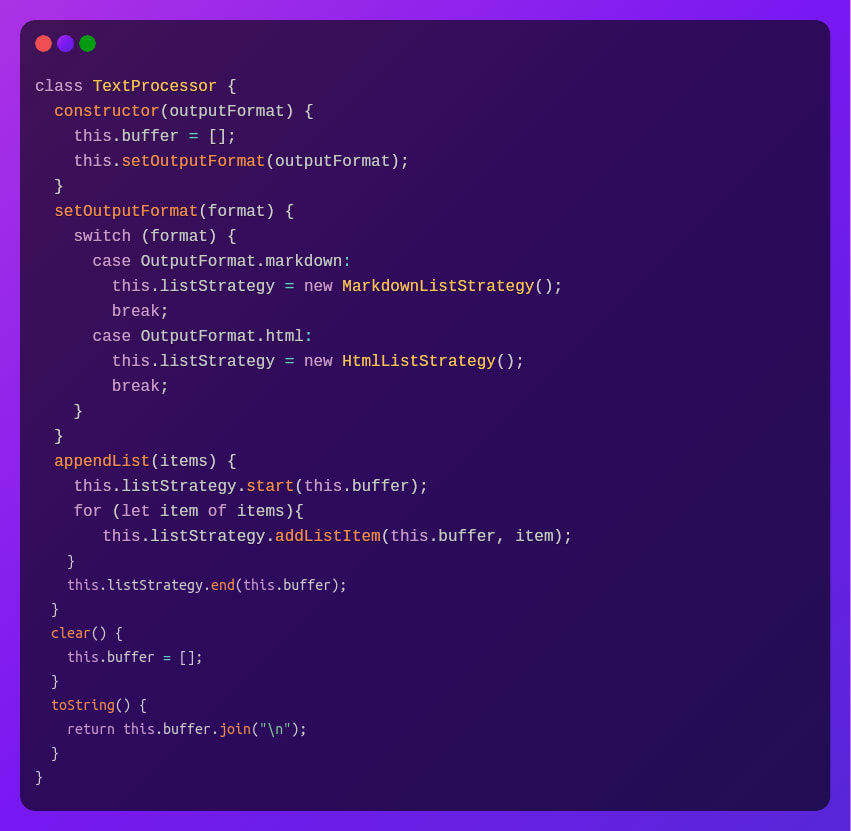 class TextProcessor {
  constructor(outputFormat) {
    this.buffer = [];
    this.setOutputFormat(outputFormat);
  }
  setOutputFormat(format) {
    switch (format) {
      case OutputFormat.markdown:
        this.listStrategy = new MarkdownListStrategy();
        break;
      case OutputFormat.html:
        this.listStrategy = new HtmlListStrategy();
        break;
    }
  }
  appendList(items) {
    this.listStrategy.start(this.buffer);
    for (let item of items){
       this.listStrategy.addListItem(this.buffer, item);
    }
    this.listStrategy.end(this.buffer);
  }
  clear() {
    this.buffer = [];
  }
  toString() {
    return this.buffer.join("\n");
  }
}